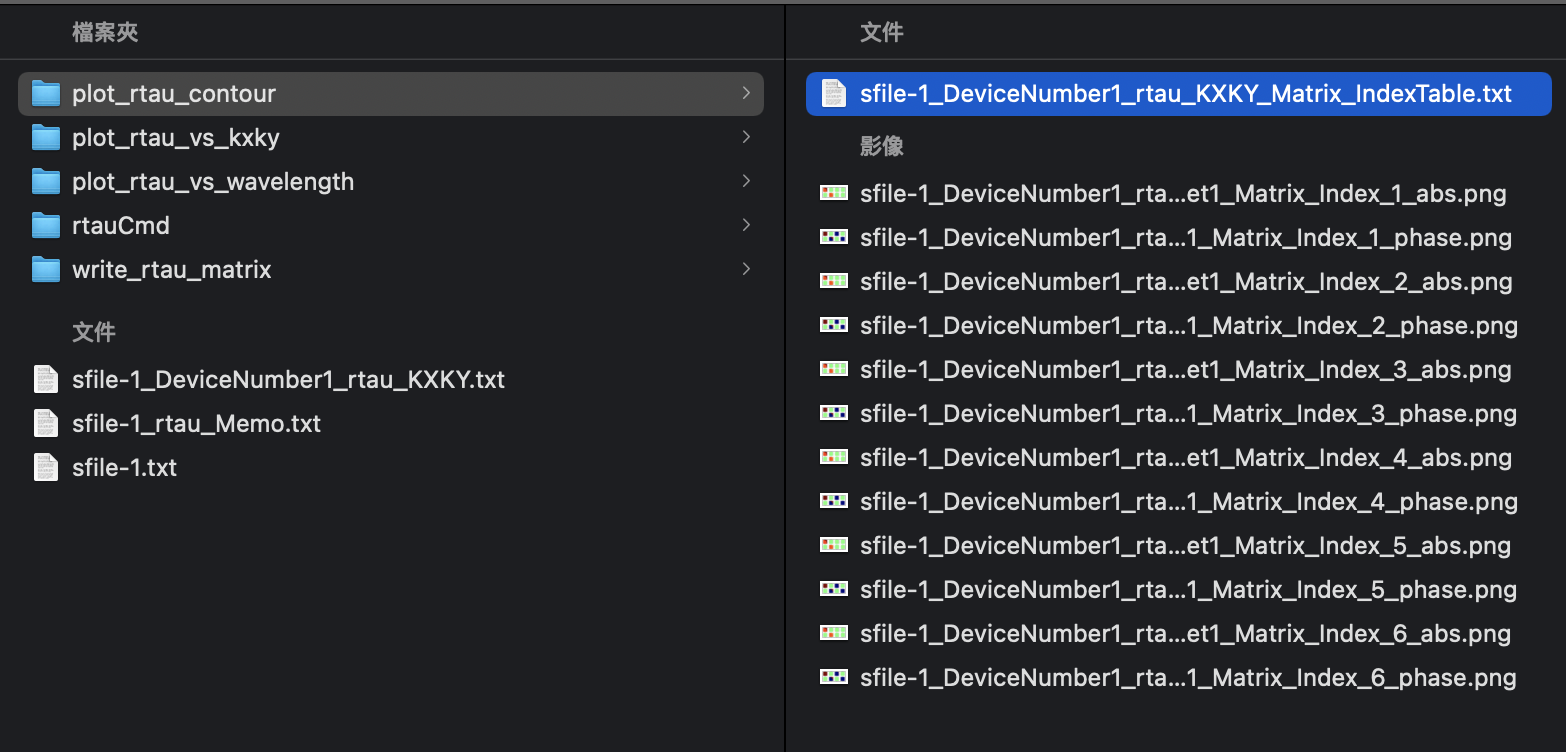 檔案夾
plot_rtau_contour
plot_rtau_vs_kxky
plot_rtau_vs_wavelength
rtauCmd
write_rtau_matrix
文件
sfile-1_DeviceNumber1_rtau_KXKY.txt
sfile-1_rtau_Memo.txt
sfile-1.txt
文件
sfile-1_DeviceNumber1_rtau_KXKY_Matrix_IndexTable.txt
影像
sfile-1_DeviceNumber1_rta...et1_Matrix_Index_1_abs.png
sfile-1_DeviceNumber1_rta...1_Matrix_Index_1_phase.png
sfile-1_DeviceNumber1_rta...et1_Matrix_Index_2_abs.png
sfile-1_DeviceNumber1_rta...1_Matrix_Index_2_phase.png
sfile-1_DeviceNumber1_rta...et1_Matrix_Index_3_abs.png
sfile-1_DeviceNumber1_rta...1_Matrix_Index_3_phase.png
sfile-1_DeviceNumber1_rta...et1_Matrix_Index_4_abs.png
sfile-1_DeviceNumber1_rta...1_Matrix_Index_4_phase.png
sfile-1_DeviceNumber1_rta...et1_Matrix_Index_5_abs.png
sfile-1_DeviceNumber1_rta...1_Matrix_Index_5_phase.png
sfile-1_DeviceNumber1_rta...et1_Matrix_Index_6_abs.png
sfile-1_DeviceNumber1_rta...1_Matrix_Index_6_phase.png